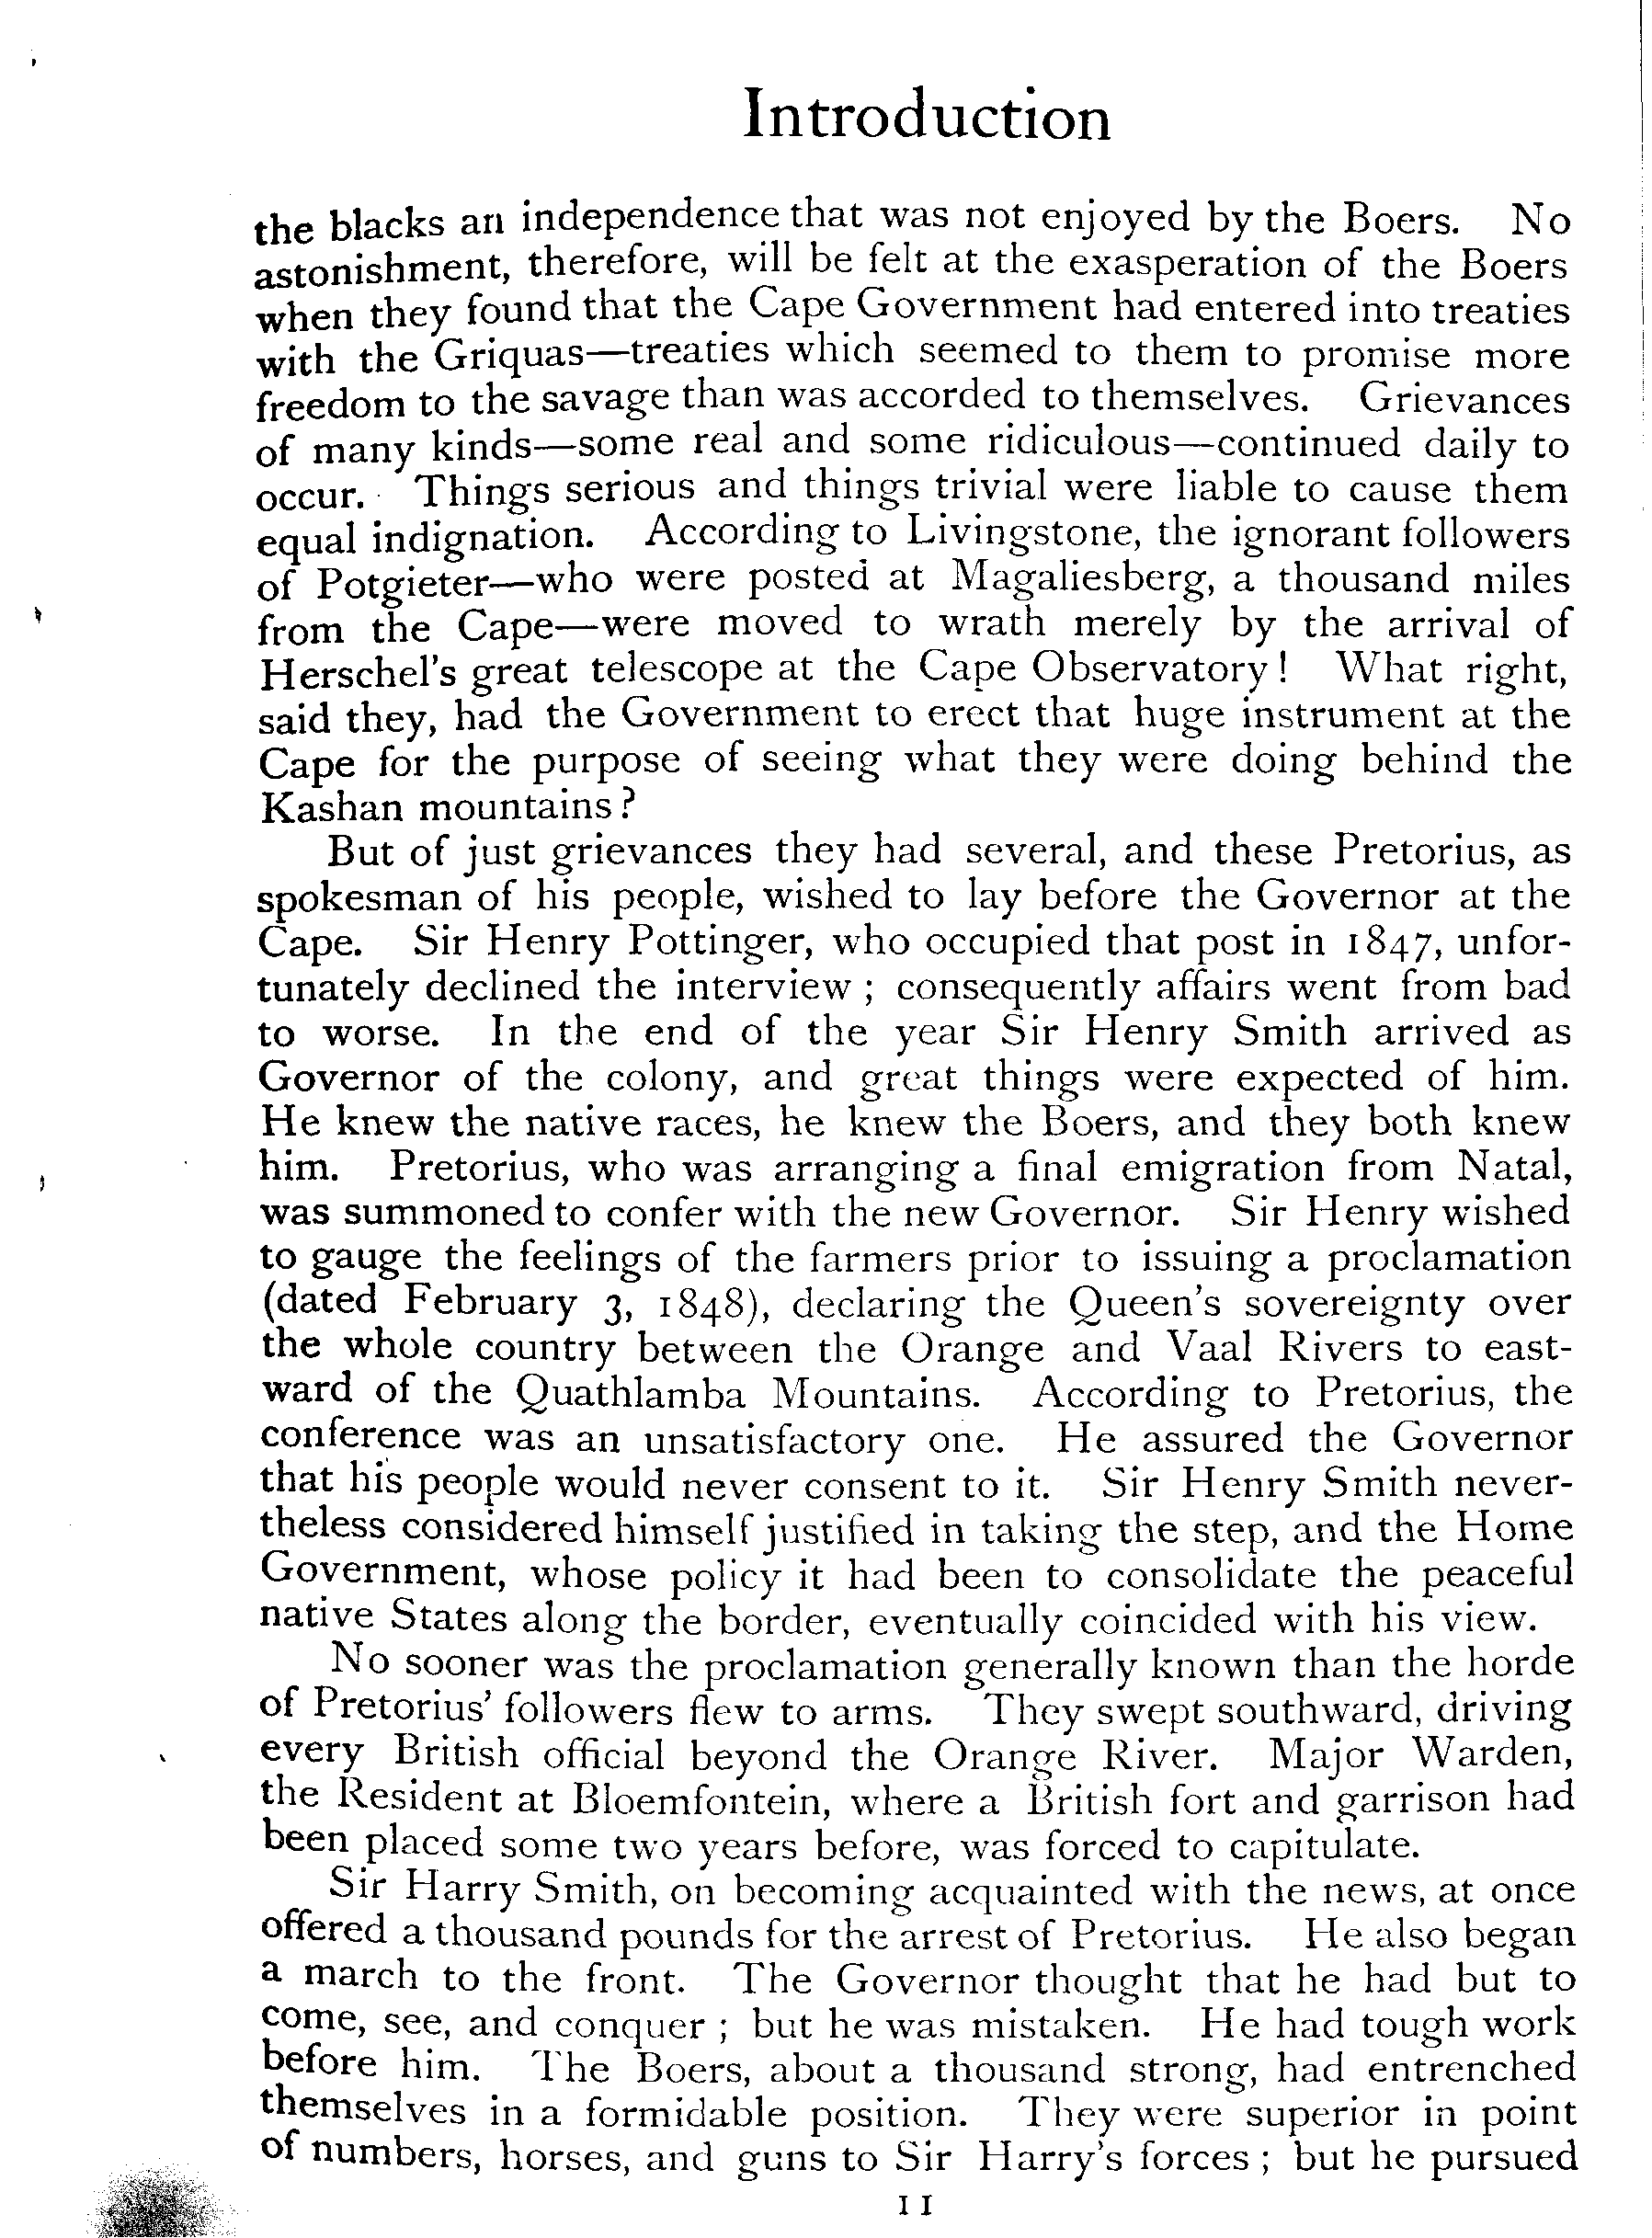 Introduction
the blacks an independence that was not enjoyed by the Boers. No
astonishment, therefore, will be felt at the exasperation of the Boers
when they found that the Cape Government had entered into treaties
with the Griquas—treaties which seemed to them to promise more
freedom to the savage than was accorded to themselves. Grievances
of many kinds—some real and some ridiculous—continued daily to
occur. Things serious and things trivial were liable to cause them
equal indignation. According to Livingstone, the ignorant followers
of Potgieter—who were posted at Magaliesberg, a thousand miles
from the Cape—were moved to wrath merely by the arrival of
Herschel's great telescope at the Cape Observatory! What right,
said they, had the Government to erect that huge instrument at the
Cape for the purpose of seeing what they were doing behind the
Kashan mountains?
But of just grievances they had several, and these Pretorius, as
spokesman of his people, wished to lay before the Governor at the
Cape. Sir Henry Pottinger, who occupied that post in 1847, unfor-
tunately declined the interview; consequently affairs went from bad
to worse. In the end of the year Sir Henry Smith arrived as
Governor of the colony, and great things were expected of him.
He knew the native races, he knew the Boers, and they both knew
him. Pretorius, who was arranging a final emigration from Natal,
was summoned to confer with the new Governor. Sir Henry wished
to gauge the feelings of the farmers prior to issuing a proclamation
(dated February 3, 1848), declaring the Queen's sovereignty over
the whole country between the Orange and Vaal Rivers to east-
ward of the Quathlamba Mountains. According to Pretorius, the
conference was an unsatisfactory one. He assured the Governor
that his people would never consent to it. Sir Henry Smith never-
theless considered himself justified in taking the step, and the Home
Government, whose policy it had been to consolidate the peaceful
native States along the border, eventually coincided with his view.
No sooner was the proclamation generally known than the horde
of Pretorius' followers flew to arms. They swept southward, driving
every British official beyond the Orange River. Major Warden,
the Resident at Bloemfontein, where a British fort and garrison had
been placed some two years before, was forced to capitulate.
Sir Harry Smith, on becoming acquainted with the news, at once
offered a thousand pounds for the arrest of Pretorius. He also began
a march to the front. The Governor thought that he had but to
come, see, and conquer; but he was mistaken. He had tough work
before him. The Boers, about a thousand strong, had entrenched
themselves in a formidable position. They were superior in point
of numbers, horses, and guns to Sir Harry's forces; but he pursued
11